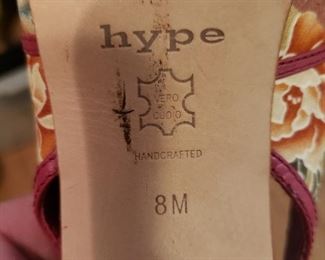 hype
VERO
CUOIO
HANDCRAFTED
8M